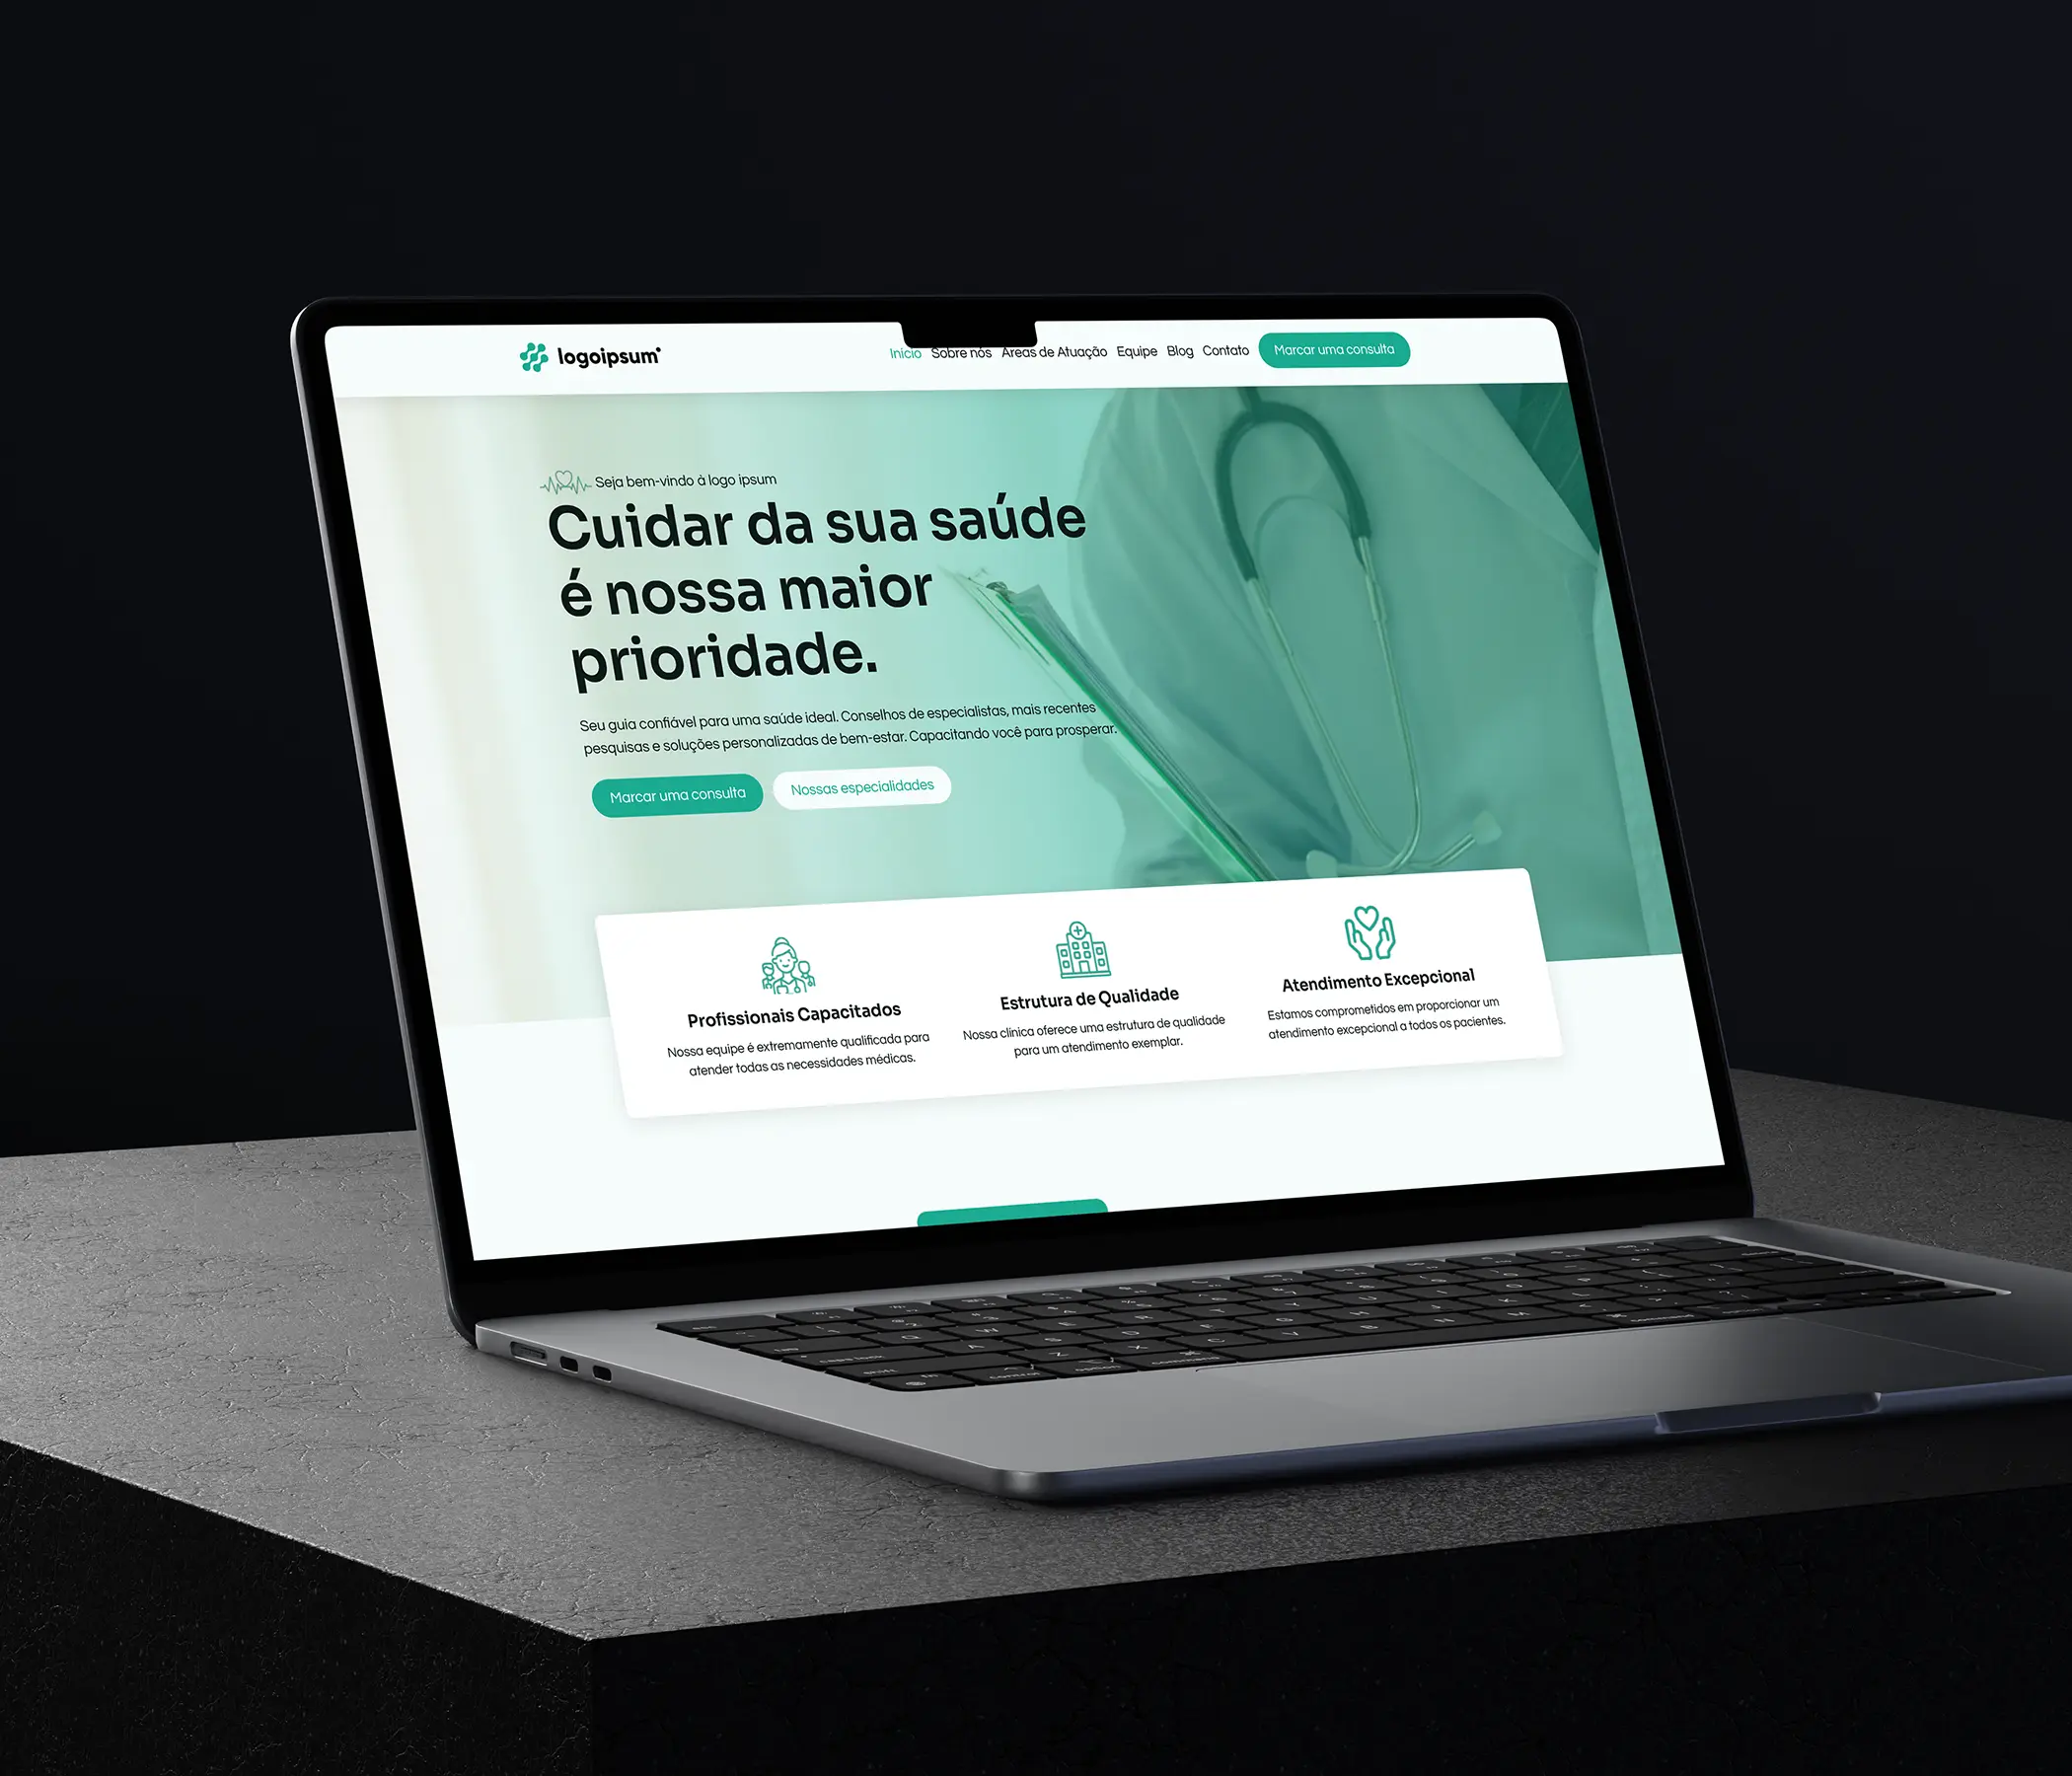 logoipsum
Início Sobre nós Áreas de Atuação Equipe Blog Contato Marcar uma consulta
Seja bem-vindo à logo ipsum
Cuidar da sua saúde
é nossa maior
prioridade.
Seu guia confiável para uma saúde ideal. Conselhos de especialistas, mais recentes
pesquisas e soluções personalizadas de bem-estar. Capacitando você para prosperar.
Marcar uma consulta Nossas especialidades
Profissionais Capacitados
Nossa equipe é extremamente qualificada para
atender todas as necessidades médicas.
Estrutura de Qualidade
Nossa clínica oferece uma estrutura de qualidade
para um atendimento exemplar.
Atendimento Excepcional
Estamos comprometidos em proporcionar um
atendimento excepcional a todos os pacientes.